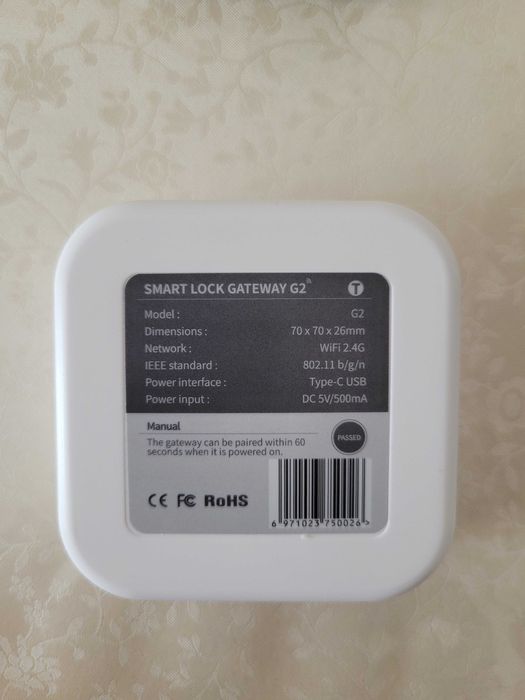 SMART LOCK GATEWAY G2
T
Model : G2
Dimensions : 70 x 70 x 26mm
Network : WiFi 2.4G
IEEE standard : 802.11 b/g/n
Power interface : Type-C USB
Power input : DC 5V/500mA
Manual
The gateway can be paired within 60
seconds when it is powered on.
PASSED
CE FC RoHS
6 971023 750026 >